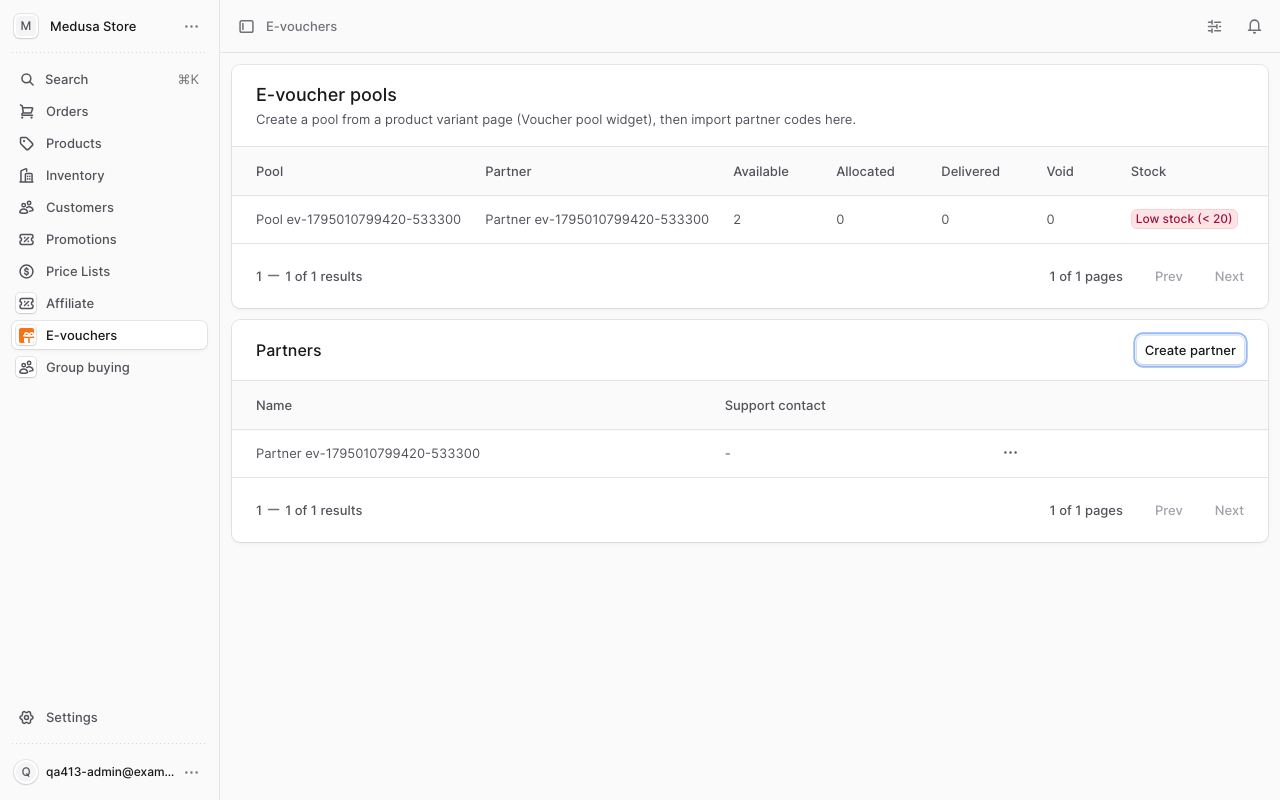 M Medusa Store
E-vouchers
Search ⌘K
Orders
Products
Inventory
Customers
Promotions
Price Lists
Affiliate
E-vouchers
Group buying
Settings
Q qa413-admin@exam...
E-voucher pools
Create a pool from a product variant page (Voucher pool widget), then import partner codes here.
Pool Partner Available Allocated Delivered Void Stock
Pool ev-1795010799420-533300 Partner ev-1795010799420-533300 2 0 0 0 Low stock (< 20)
1 — 1 of 1 results 1 of 1 pages Prev Next
Partners Create partner
Name Support contact
Partner ev-1795010799420-533300 -
1 — 1 of 1 results 1 of 1 pages Prev Next